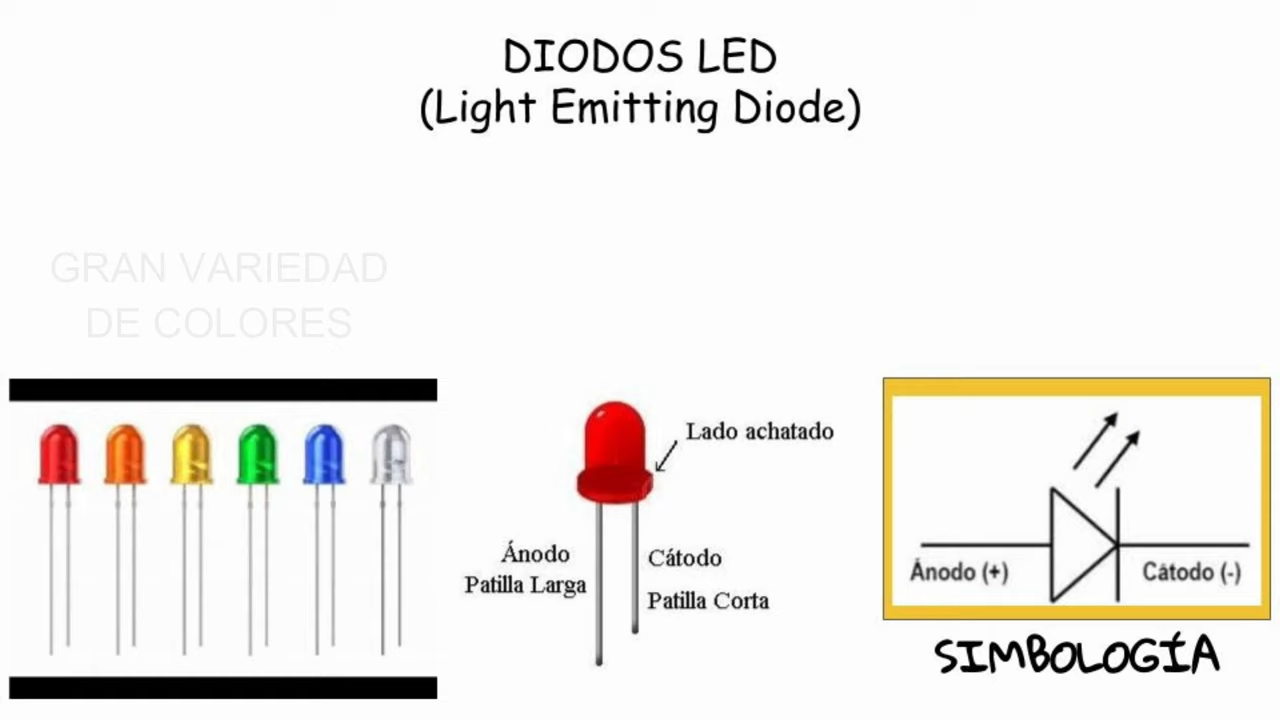 DIODOS LED
(Light Emitting Diode)
GRAN VARIEDAD
DE COLORES
Lado achatado
Ánodo
Patilla Larga
Cátodo
Patilla Corta
Ánodo (+)
Cátodo (-)
SIMBOLOGÍA